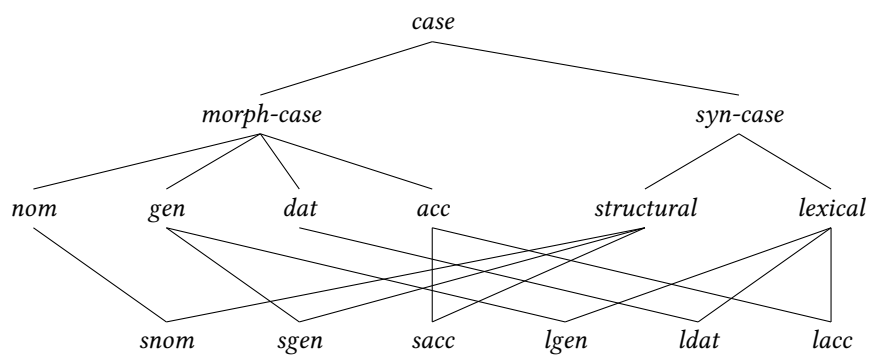 case
morph-case syn-case
nom gen dat acc structural lexical
snom sgen sacc lgen ldat lacc